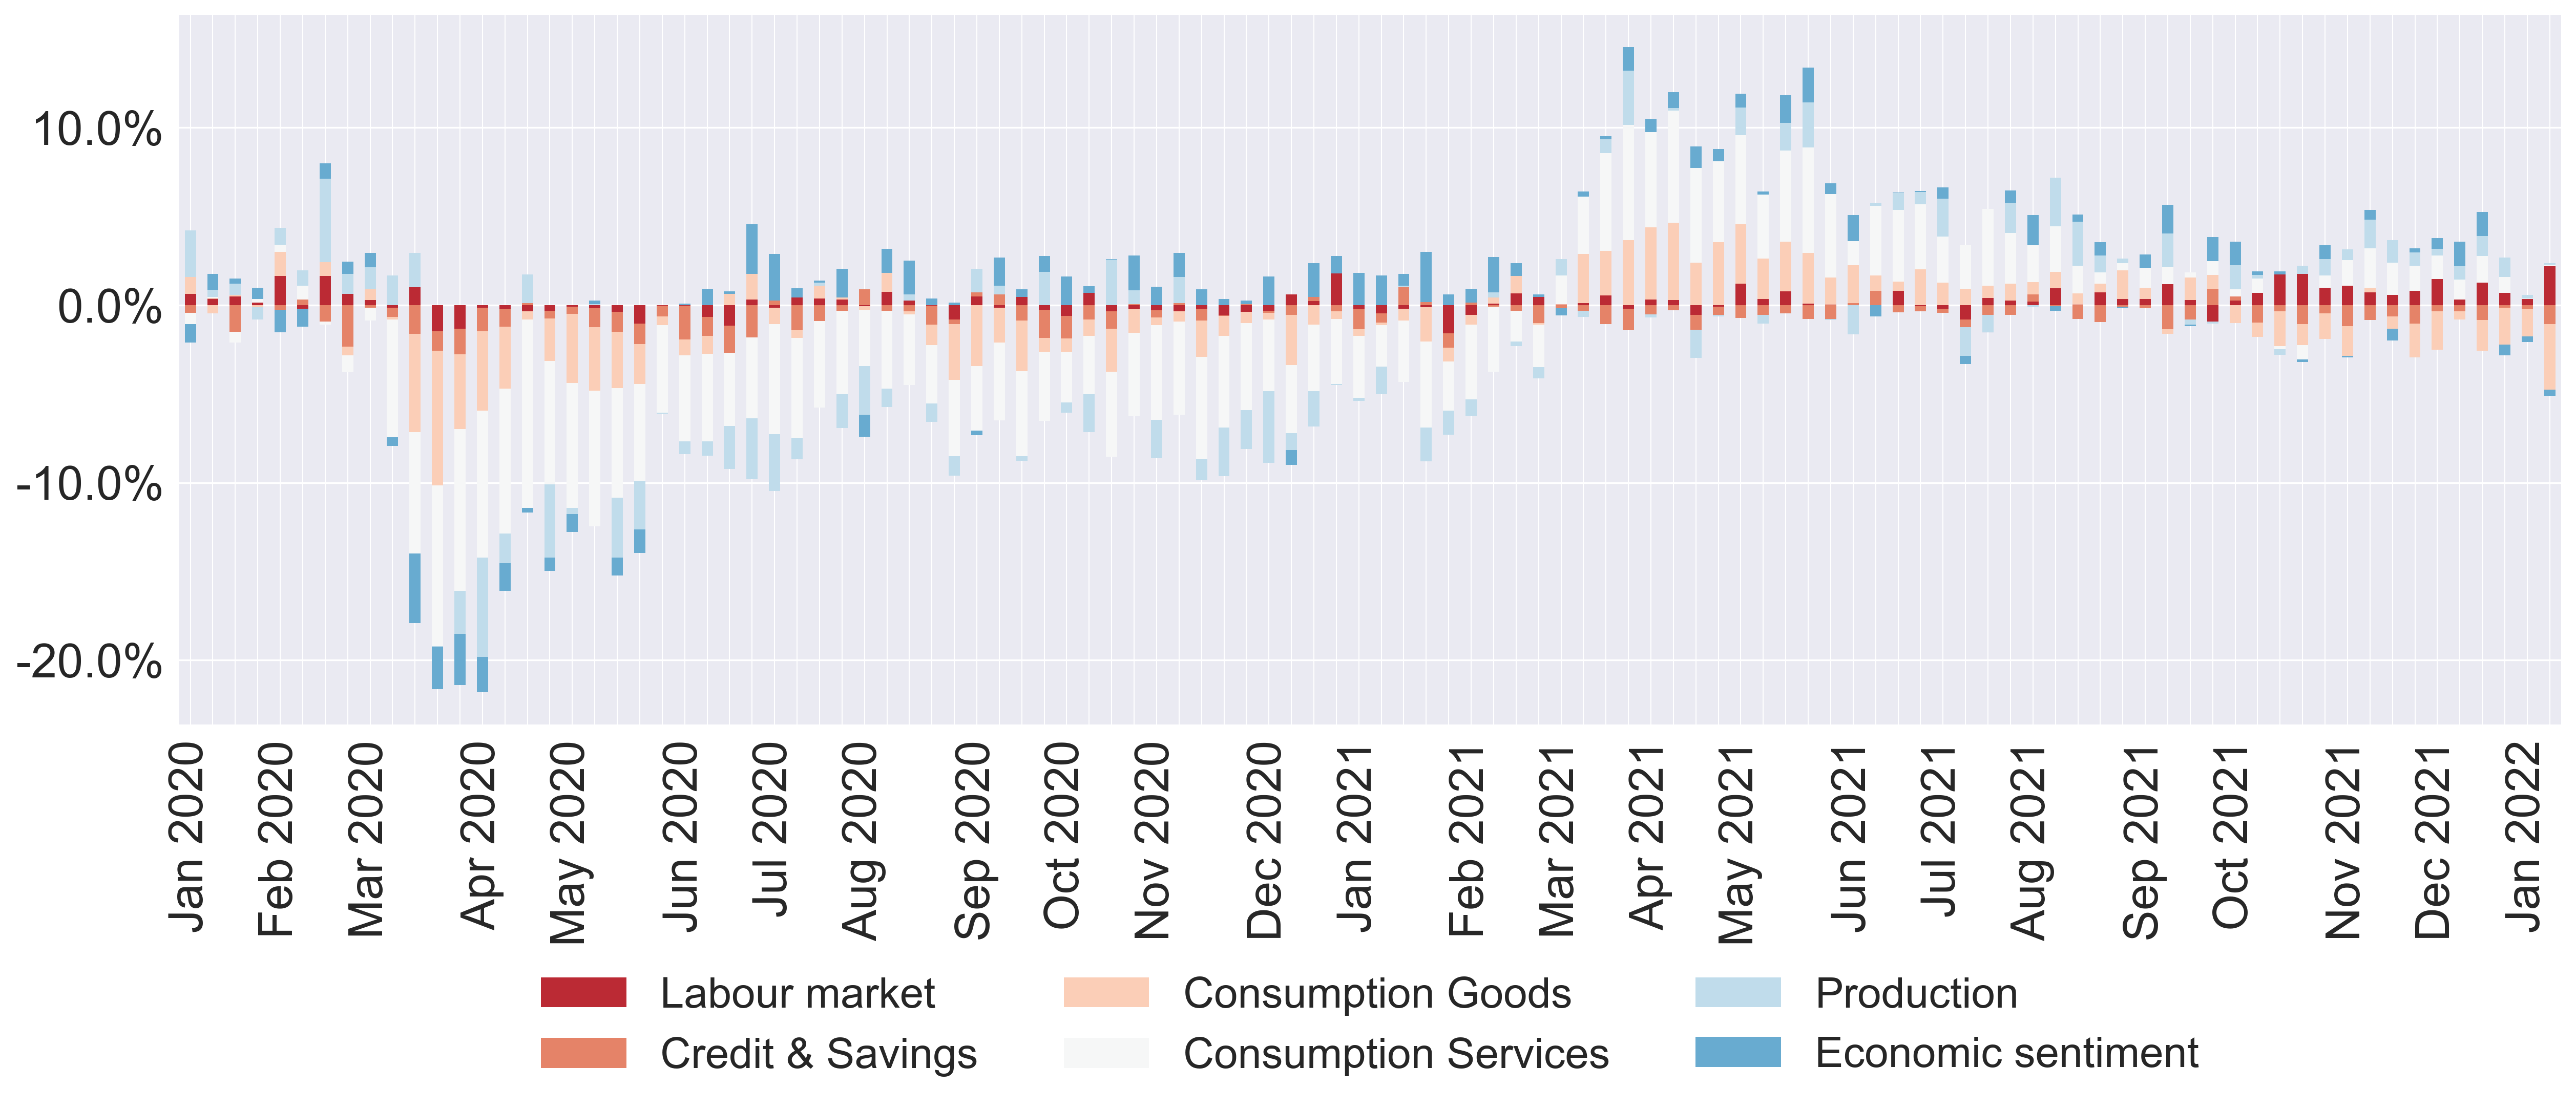 10.0%
0.0%
-10.0%
-20.0%
Jan 2020
Feb 2020
Mar 2020
Apr 2020
May 2020
Jun 2020
Jul 2020
Aug 2020
Sep 2020
Oct 2020
Nov 2020
Dec 2020
Jan 2021
Feb 2021
Mar 2021
Apr 2021
May 2021
Jun 2021
Jul 2021
Aug 2021
Sep 2021
Oct 2021
Nov 2021
Dec 2021
Jan 2022
Labour market
Credit & Savings
Consumption Goods
Consumption Services
Production
Economic sentiment